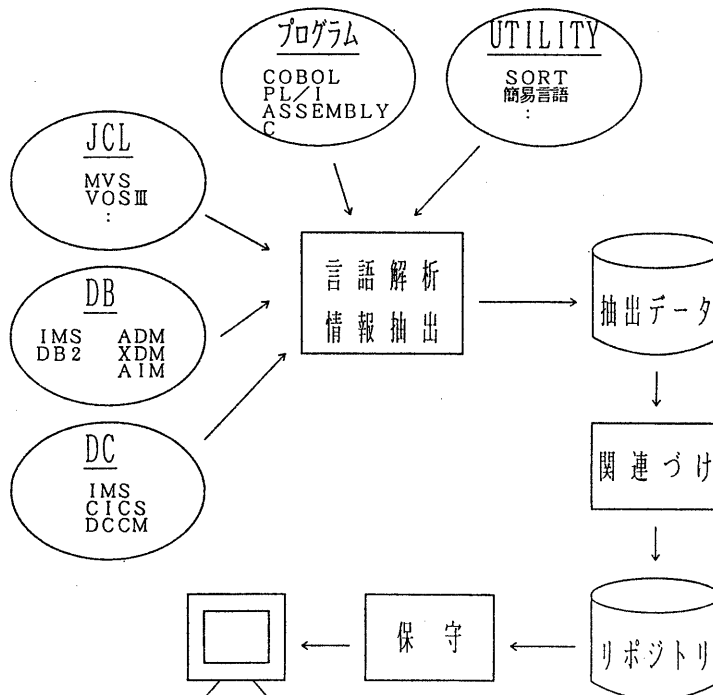 プログラム
COBOL
PL/I
ASSEMBLY
C
UTILITY
SORT
簡易言語
:
JCL
MVS
VOSⅢ
:
DB
IMS ADM
DB2 XDM
AIM
DC
IMS
CICS
DCCM
言語解析
情報抽出
抽出データ
関連づけ
リポジトリ
保守